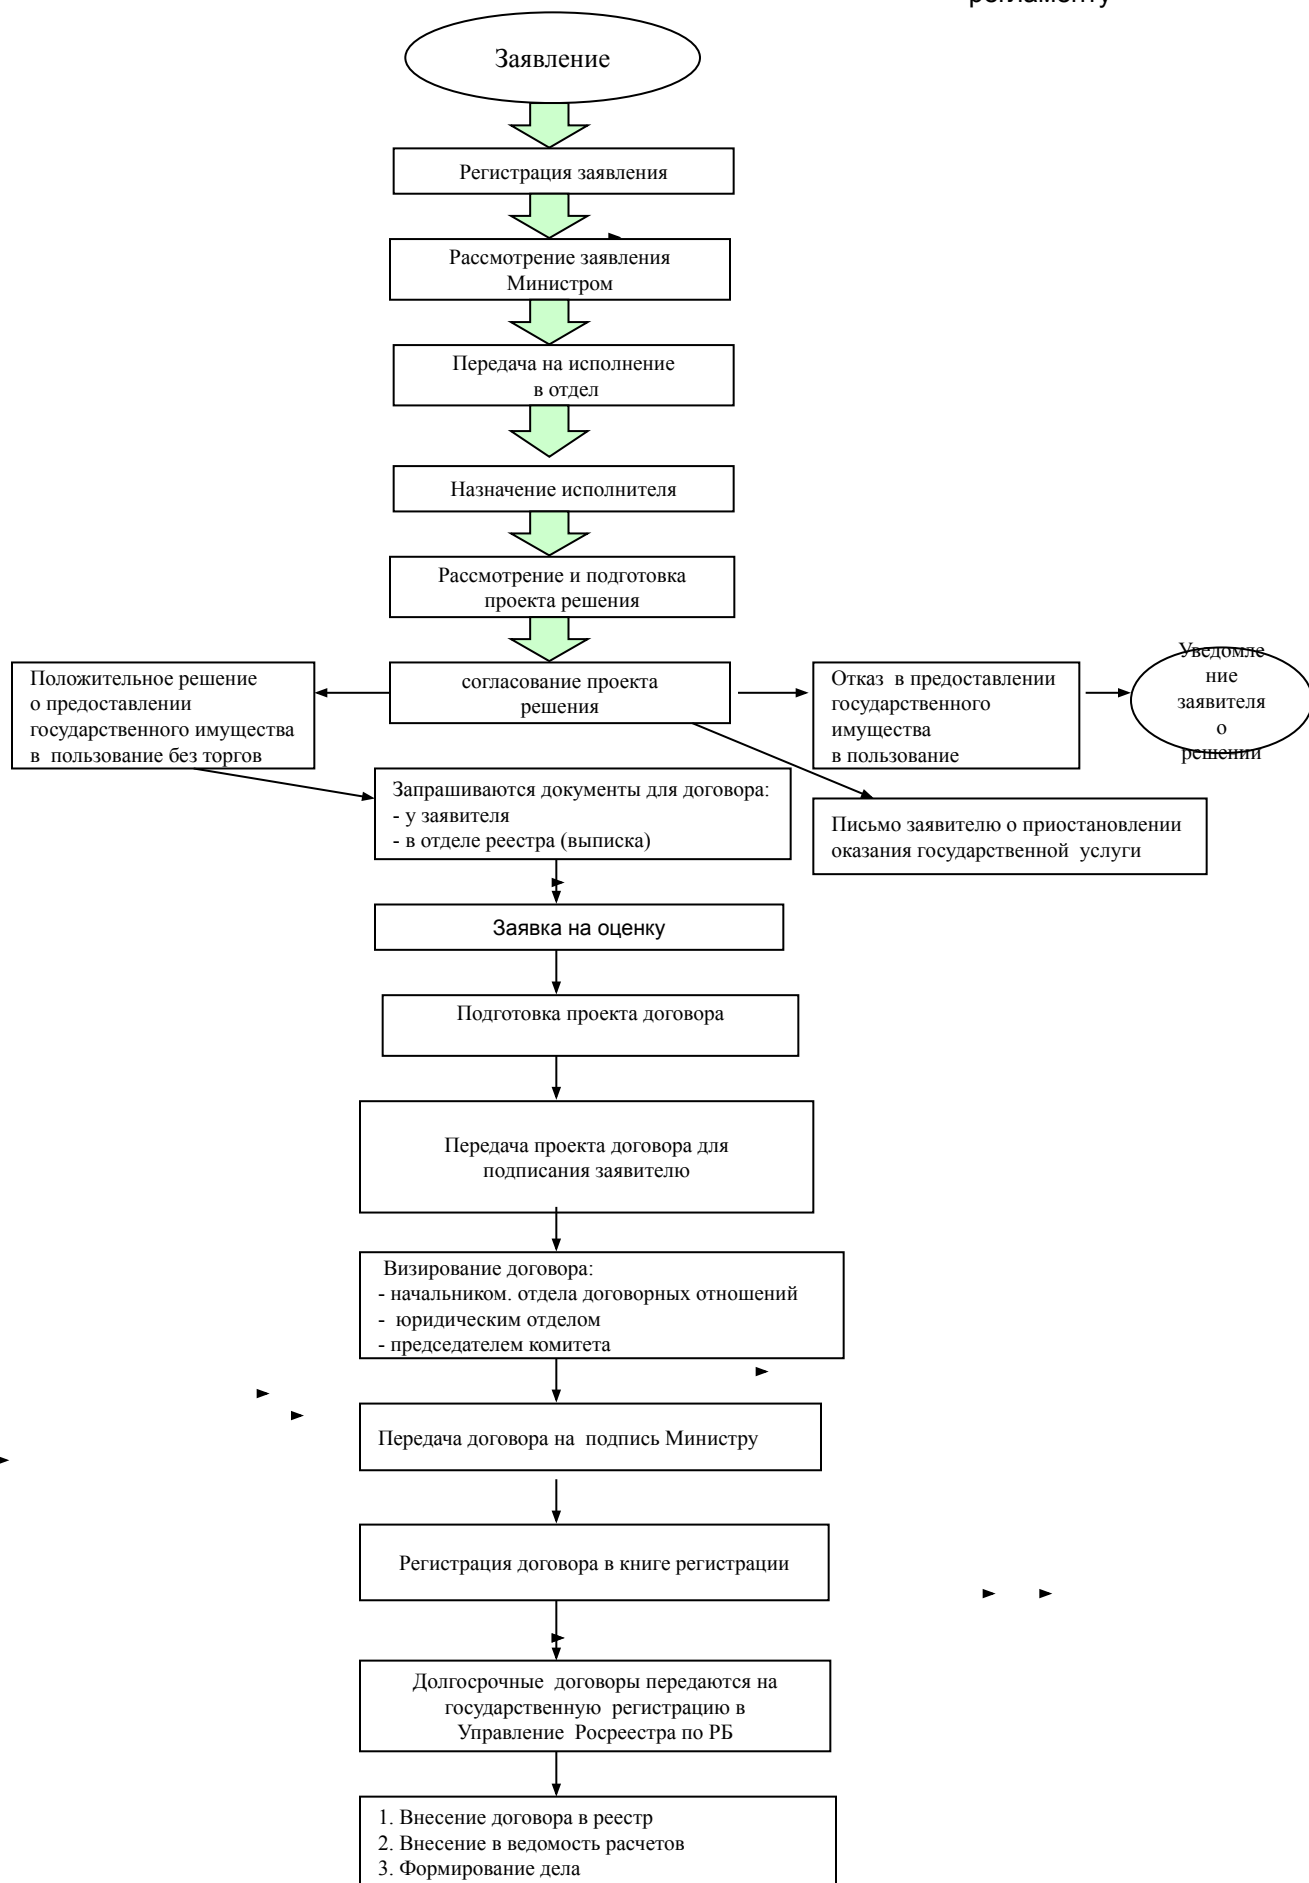 регламенту
Заявление
Регистрация заявления
Рассмотрение заявления
Министром
Передача на исполнение
в отдел
Назначение исполнителя
Рассмотрение и подготовка
проекта решения
Положительное решение
о предоставлении
государственного имущества
в пользование без торгов
согласование проекта
решения
Отказ в предоставлении
государственного
имущества
в пользование
Уведомле
ние
заявителя
о
решении
Запрашиваются документы для договора:
- у заявителя
- в отделе реестра (выписка)
Письмо заявителю о приостановлении
оказания государственной услуги
Заявка на оценку
Подготовка проекта договора
Передача проекта договора для
подписания заявителю
Визирование договора:
- начальником. отдела договорных отношений
- юридическим отделом
- председателем комитета
Передача договора на подпись Министру
Регистрация договора в книге регистрации
Долгосрочные договоры передаются на
государственную регистрацию в
Управление Росреестра по РБ
1. Внесение договора в реестр
2. Внесение в ведомость расчетов
3. Формирование дела